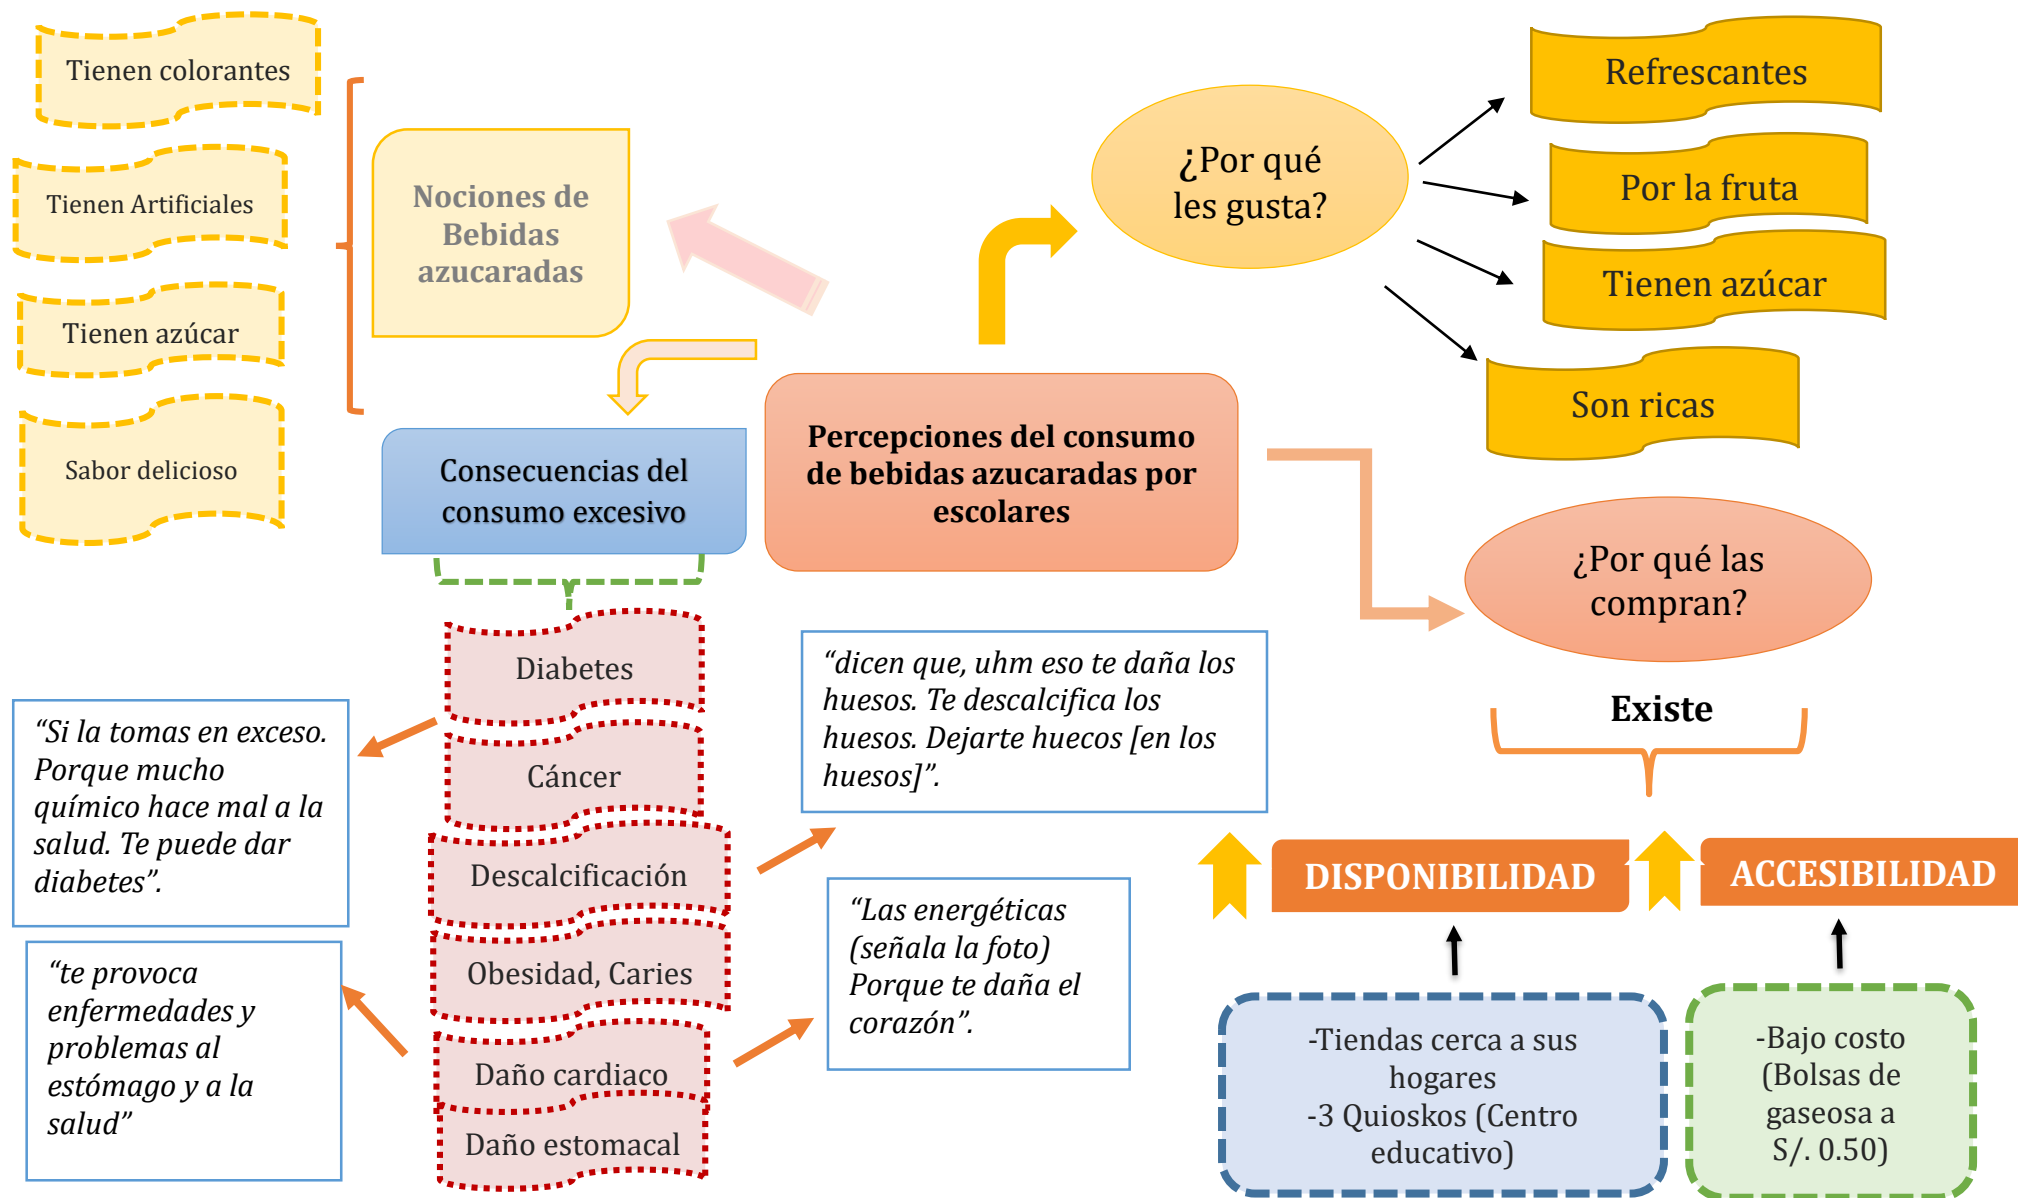 Tienen colorantes
Tienen Artificiales
Tienen azúcar
Sabor delicioso
Nociones de
Bebidas
azucaradas
¿Por qué
les gusta?
Refrescantes
Por la fruta
Tienen azúcar
Son ricas
Percepciones del consumo
de bebidas azucaradas por
escolares
Consecuencias del
consumo excesivo
Diabetes
Cáncer
Descalcificación
Obesidad, Caries
Daño cardiaco
Daño estomacal
“Si la tomas en exceso.
Porque mucho
químico hace mal a la
salud. Te puede dar
diabetes”.
“te provoca
enfermedades y
problemas al
estómago y a la
salud”
“dicen que, uhm eso te daña los
huesos. Te descalcifica los
huesos. Dejarte huecos [en los
huesos]”.
“Las energéticas
(señala la foto)
Porque te daña el
corazón”.
¿Por qué las
compran?
Existe
DISPONIBILIDAD
ACCESIBILIDAD
-Tiendas cerca a sus
hogares
-3 Quioskos (Centro
educativo)
-Bajo costo
(Bolsas de
gaseosa a
S/. 0.50)